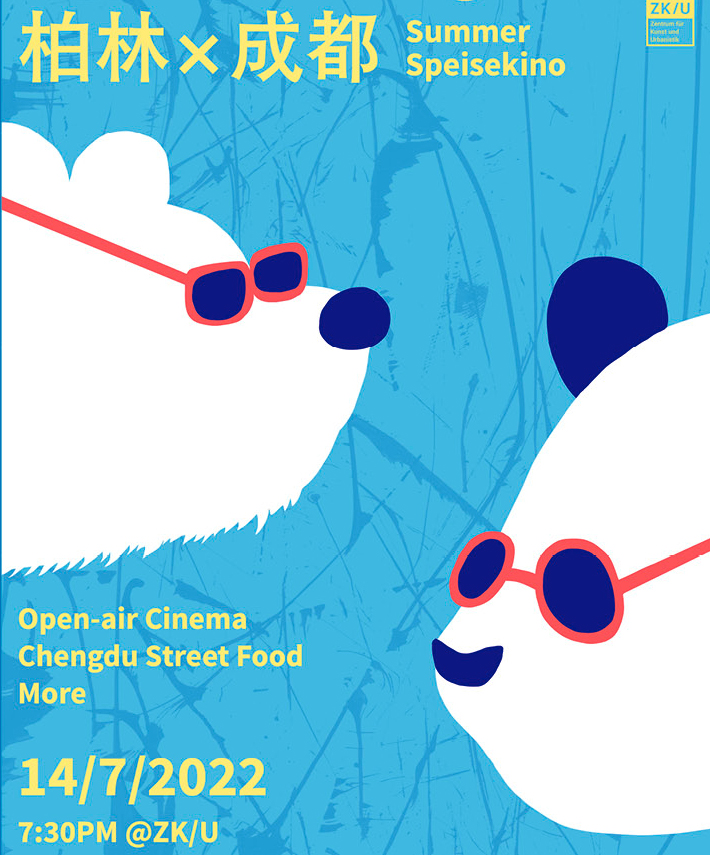 柏林×成都
Summer
Speisekino
ZK/U
Zentrum für
Kunst und
Urbanistik
Open-air Cinema
Chengdu Street Food
More
14/7/2022
7:30PM @ZK/U